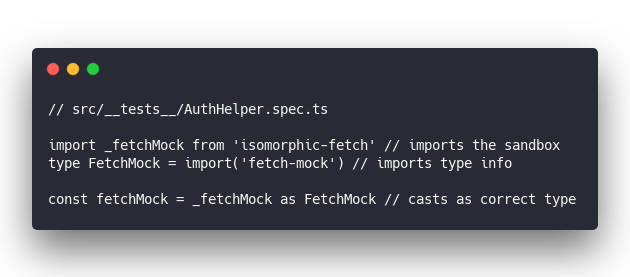 // src/__tests__/AuthHelper.spec.ts
import _fetchMock from 'isomorphic-fetch' // imports the sandbox
type FetchMock = import('fetch-mock') // imports type info
const fetchMock = _fetchMock as FetchMock // casts as correct type